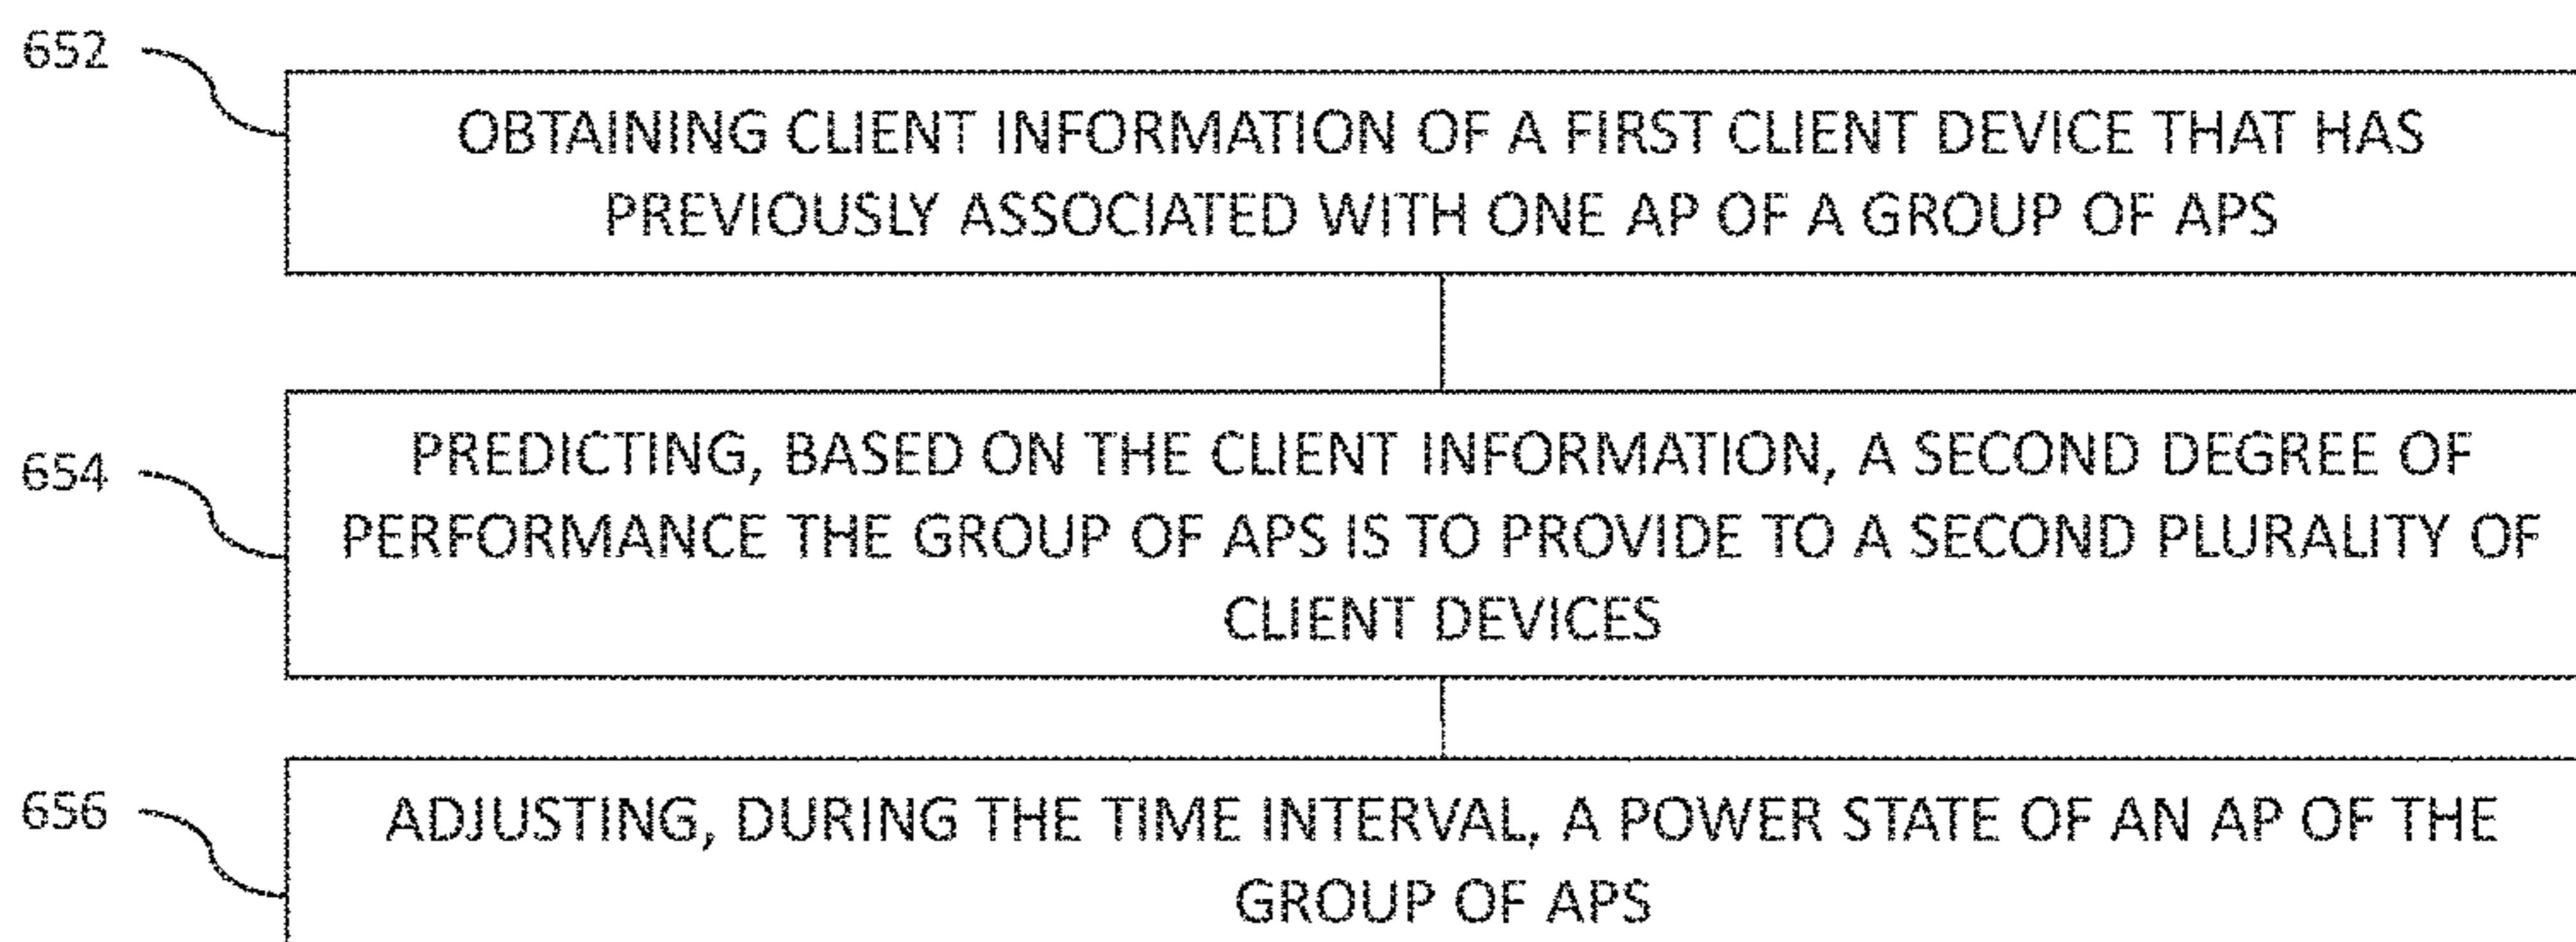 652
OBTAINING CLIENT INFORMATION OF A FIRST CLIENT DEVICE THAT HAS
PREVIOUSLY ASSOCIATED WITH ONE AP OF A GROUP OF APS
654
PREDICTING, BASED ON THE CLIENT INFORMATION, A SECOND DEGREE OF
PERFORMANCE THE GROUP OF APS IS TO PROVIDE TO A SECOND PLURALITY OF
CLIENT DEVICES
656
ADJUSTING, DURING THE TIME INTERVAL, A POWER STATE OF AN AP OF THE
GROUP OF APS